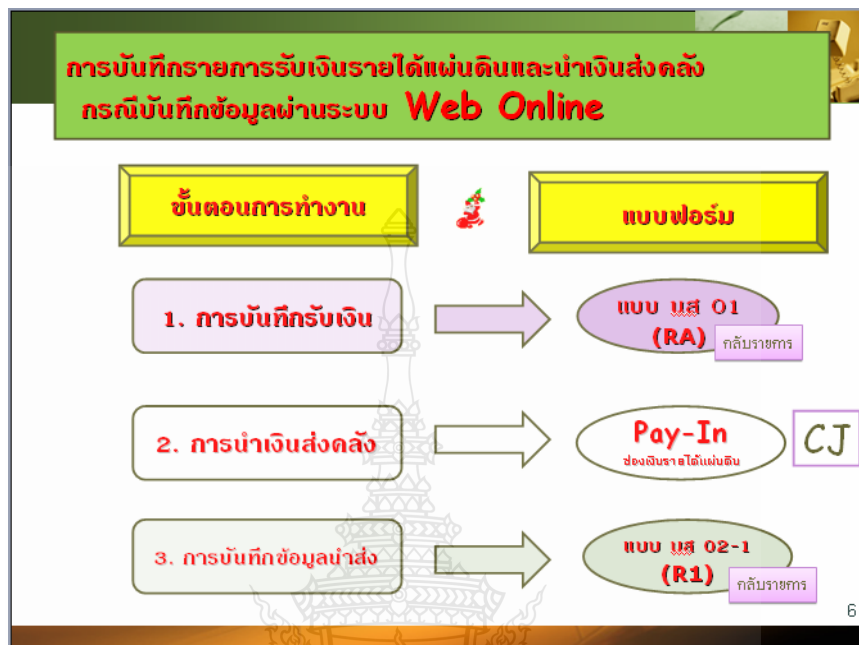 การบันทึกรายการรับเงินรายได้แผ่นดินและนำเงินส่งคลัง
กรณีบันทึกข้อมูลผ่านระบบ Web Online
ขั้นตอนการทำงาน
แบบฟอร์ม
1. การบันทึกรับเงิน
แบบ นส 01
(RA)
กลับรายการ
2. การนำเงินส่งคลัง
Pay-In
ช่องเงินรายได้แผ่นดิน
CJ
3. การบันทึกข้อมูลนำส่ง
แบบ นส 02-1
(R1)
กลับรายการ
6